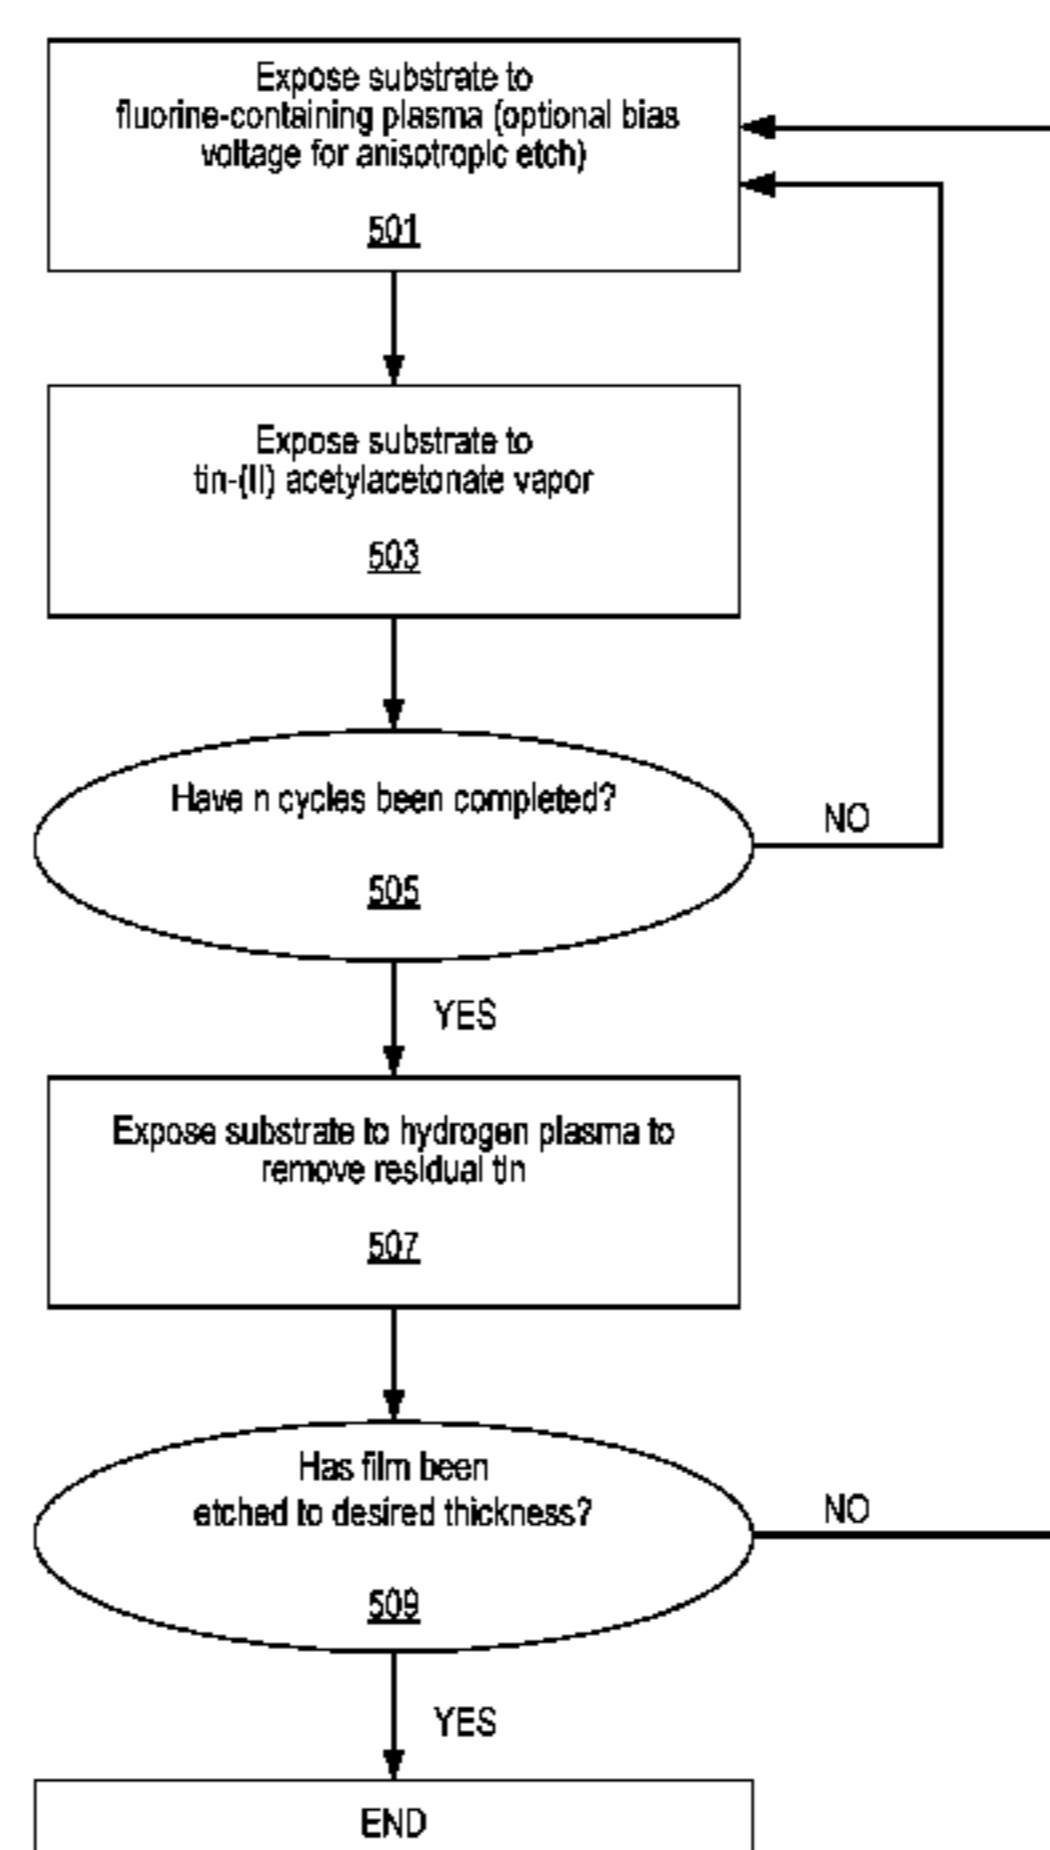 Expose substrate to
fluorine-containing plasma (optional bias
voltage for anisotropic etch)
501
Expose substrate to
tin-(II) acetylacetonate vapor
503
Have n cycles been completed?
NO
505
YES
Expose substrate to hydrogen plasma to
remove residual tin
507
Has film been
etched to desired thickness?
NO
509
YES
END